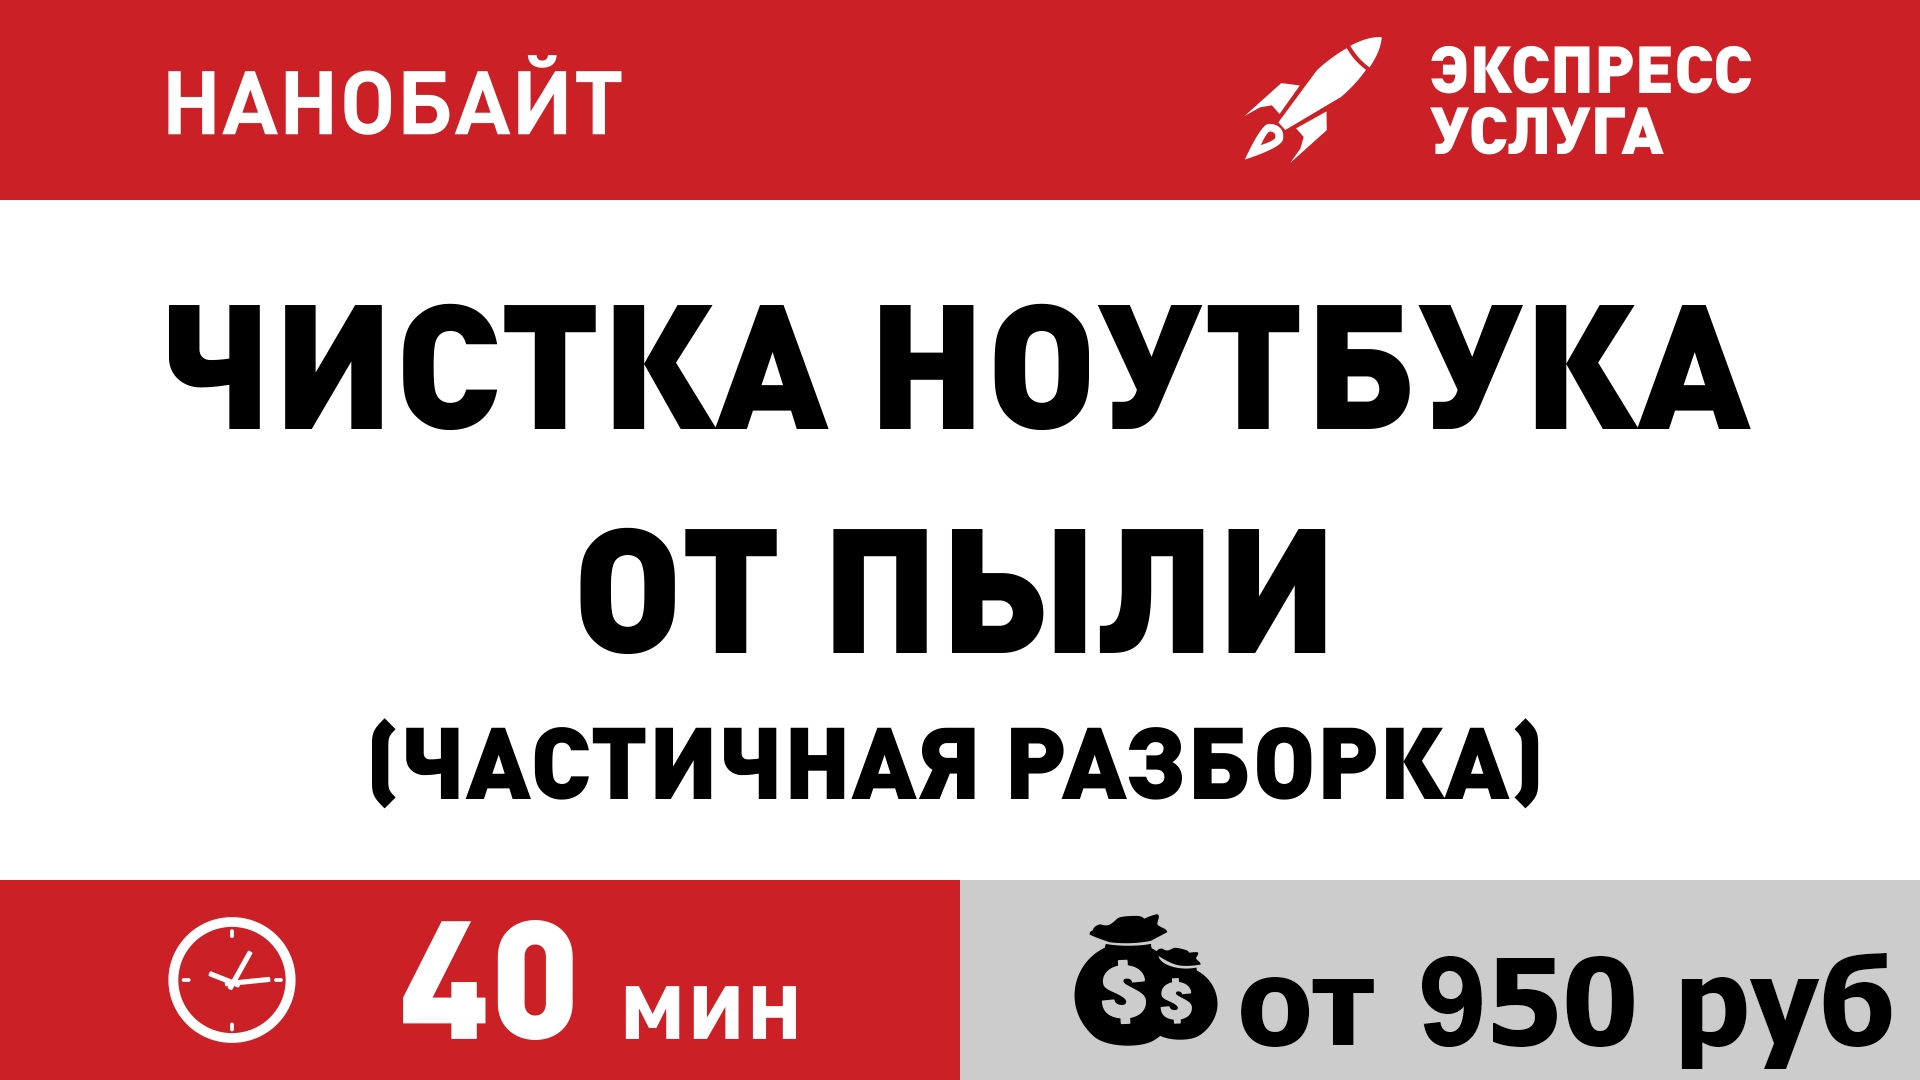 НАНОБАЙТ
ЭКСПРЕСС
УСЛУГА
ЧИСТКА НОУТБУКА
ОТ ПЫЛИ
(ЧАСТИЧНАЯ РАЗБОРКА)
40 мин
$ $
от 950 руб